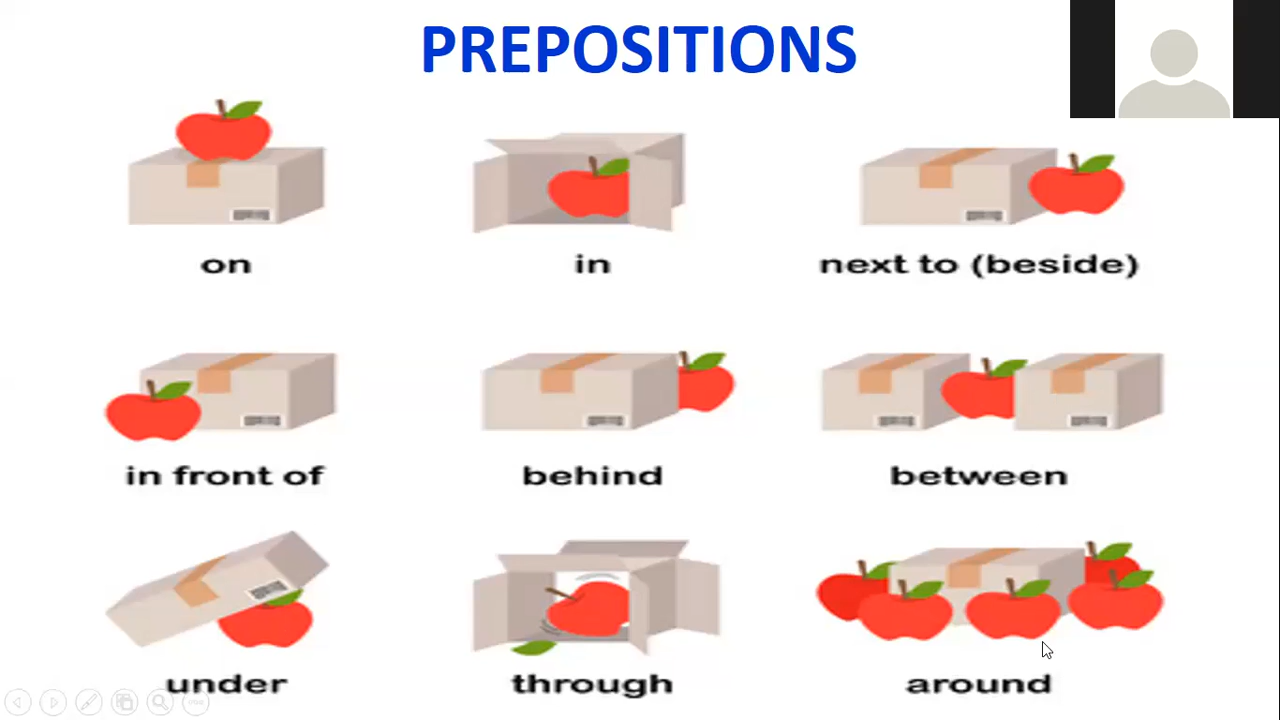 PREPOSITIONS
on
in
next to (beside)
in front of
behind
between
under
through
around